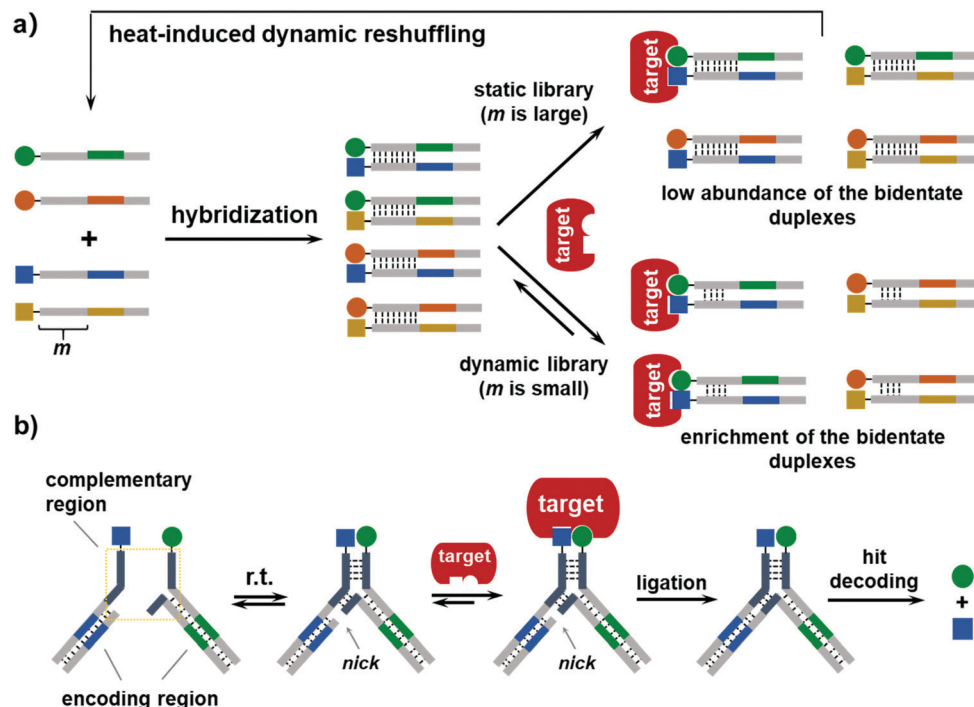 a)
heat-induced dynamic reshuffling
+
m
hybridization
static library
(m is large)
target
dynamic library
(m is small)
target
low abundance of the bidentate
duplexes
target
target
enrichment of the bidentate
duplexes
b)
complementary
region
encoding region
r.t.
nick
target
target
nick
ligation
hit
decoding
+